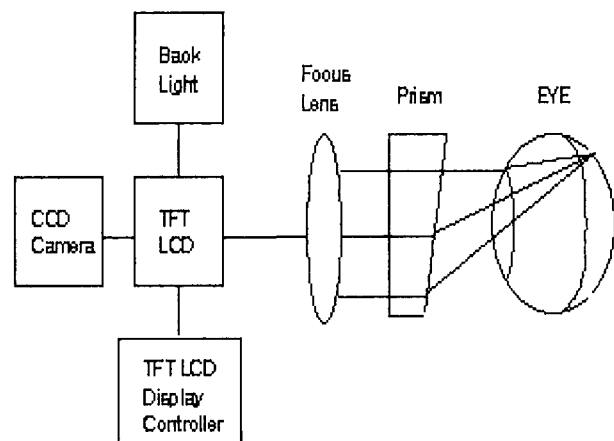 Back
Light
Focus
Lens
Prism
EYE
CCD
Camera
TFT
LCD
TFT LCD
Display
Controller